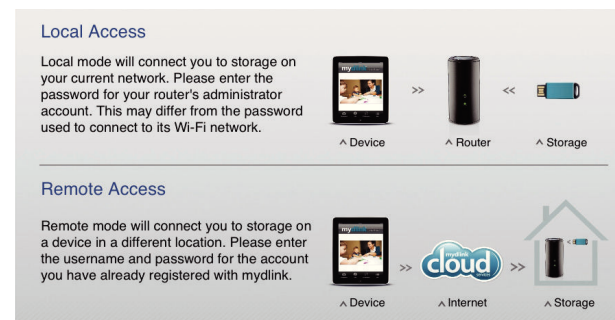 Local Access
Local mode will connect you to storage on
your current network. Please enter the
password for your router's administrator
account. This may differ from the password
used to connect to its Wi-Fi network.
my
>>
<<
^ Device
^ Router
^ Storage
Remote Access
Remote mode will connect you to storage on
a device in a different location. Please enter
the username and password for the account
you have already registered with mydlink.
my
>>
mydlink
cloud
>>
^ Device
^ Internet
^ Storage